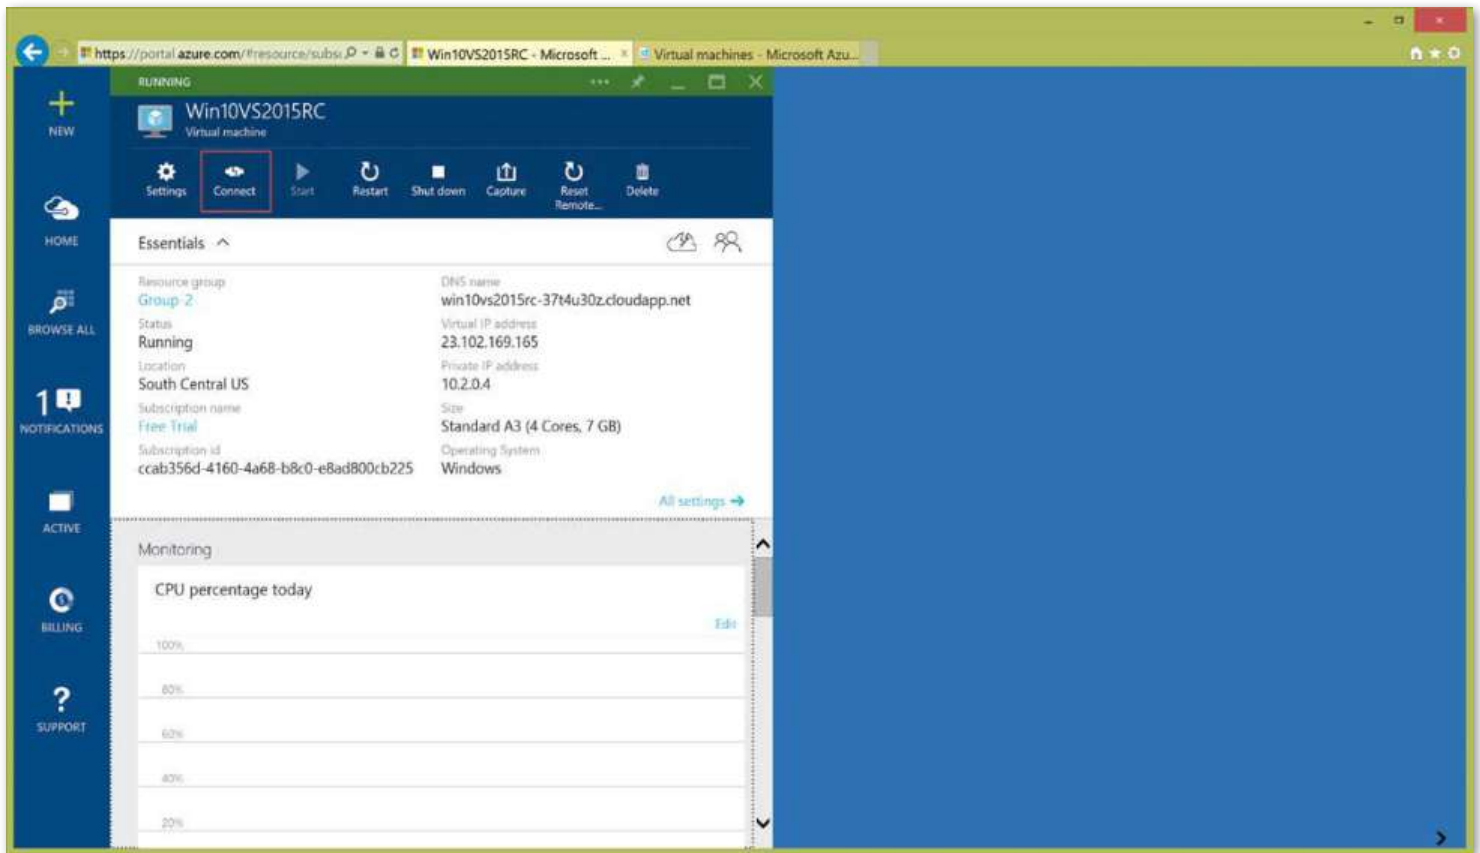 https://portal.azure.com/#resource/subs
Win10VS2015RC - Microsoft ...
Virtual machines - Microsoft Azu...
NEW
HOME
BROWSE ALL
1
NOTIFICATIONS
ACTIVE
BILLING
?
SUPPORT
RUNNING
Win10VS2015RC
Virtual machine
Settings
Connect
Start
Restart
Shut down
Capture
Reset
Remote...
Delete
Essentials
Resource group
Group-2
Status
Running
Location
South Central US
Subscription name
Free Trial
Subscription id
ccab356d-4160-4a68-b8c0-e8ad800cb225
DNS name
win10vs2015rc-37t4u30z.cloudapp.net
Virtual IP address
23.102.169.165
Private IP address
10.2.0.4
Size
Standard A3 (4 Cores, 7 GB)
Operating System
Windows
All settings →
Monitoring
CPU percentage today
Edit
100%
80%
60%
40%
20%